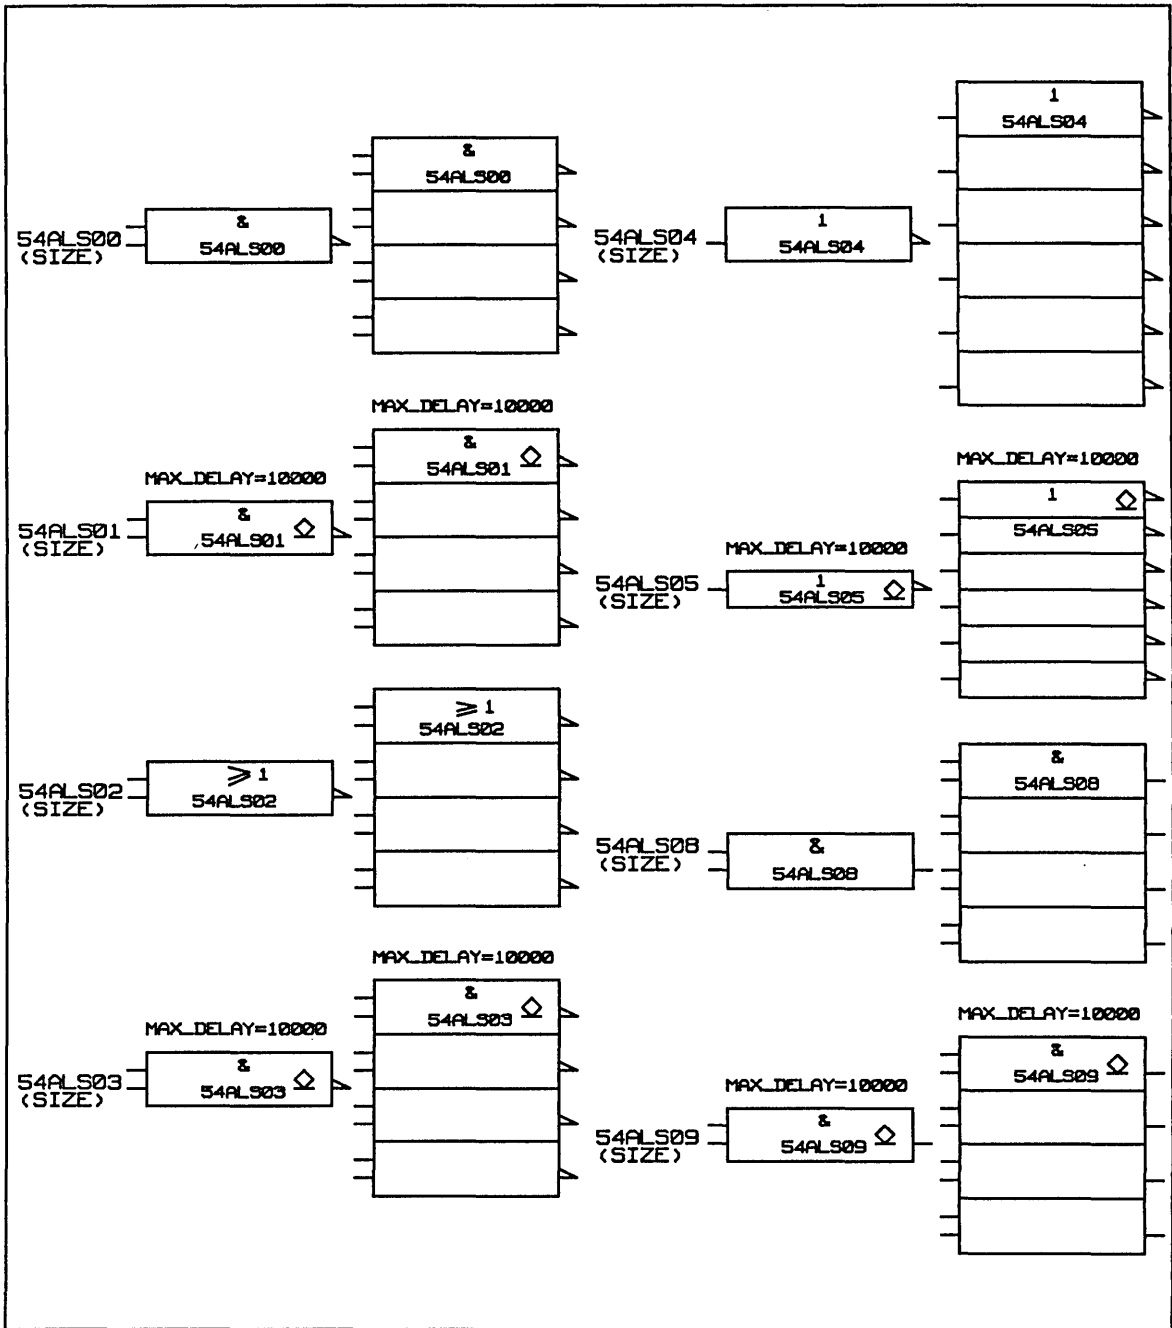 &
54ALS00
54ALS00
(SIZE)
&
54ALS00
1
54ALS04
54ALS04
(SIZE)
1
54ALS04
MAX_DELAY=10000
&
54ALS01
MAX_DELAY=10000
54ALS01
(SIZE)
&
54ALS01
MAX_DELAY=10000
1
54ALS05
MAX_DELAY=10000
54ALS05
(SIZE)
1
54ALS05
≥1
54ALS02
54ALS02
(SIZE)
≥1
54ALS02
&
54ALS08
54ALS08
(SIZE)
&
54ALS08
MAX_DELAY=10000
&
54ALS03
MAX_DELAY=10000
54ALS03
(SIZE)
&
54ALS03
MAX_DELAY=10000
&
54ALS09
MAX_DELAY=10000
54ALS09
(SIZE)
&
54ALS09